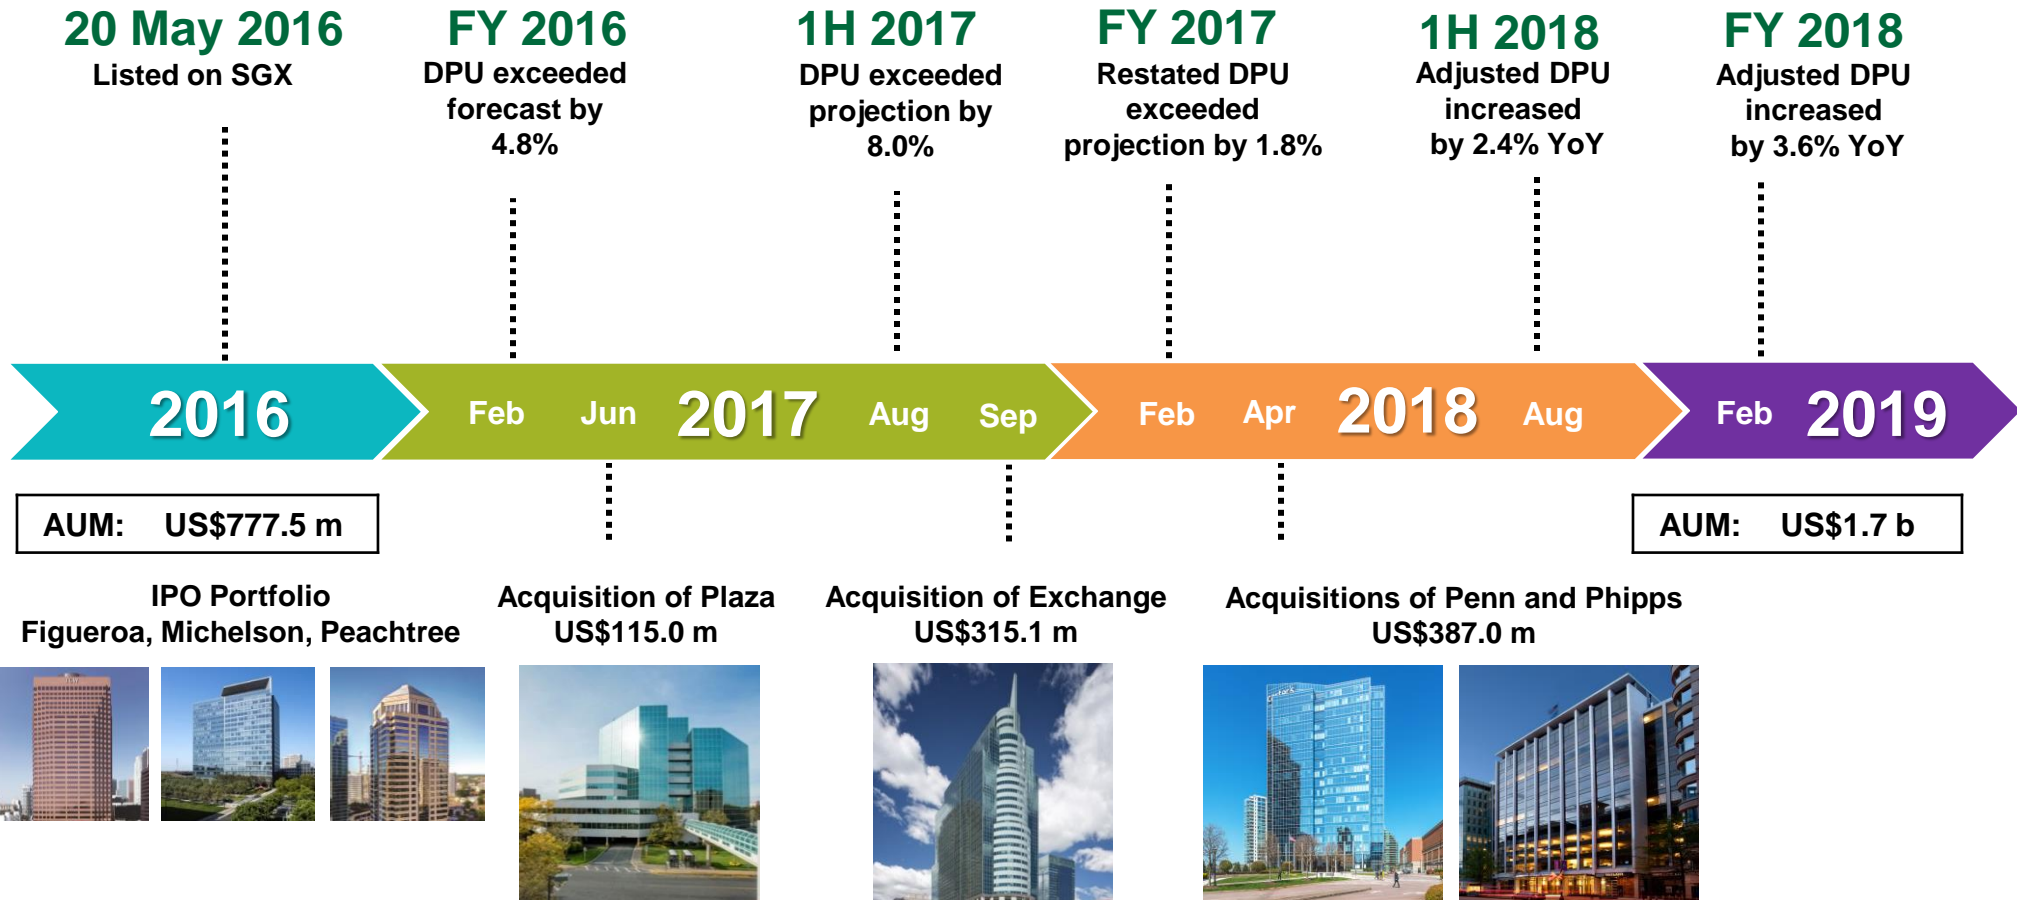 20 May 2016
Listed on SGX
FY 2016
DPU exceeded
forecast by
4.8%
1H 2017
DPU exceeded
projection by
8.0%
FY 2017
Restated DPU
exceeded
projection by 1.8%
1H 2018
Adjusted DPU
increased
by 2.4% YoY
FY 2018
Adjusted DPU
increased
by 3.6% YoY
2016
Feb Jun 2017 Aug Sep
Feb Apr 2018 Aug
Feb 2019
AUM: US$777.5 m
AUM: US$1.7 b
IPO Portfolio
Figueroa, Michelson, Peachtree
Acquisition of Plaza
US$115.0 m
Acquisition of Exchange
US$315.1 m
Acquisitions of Penn and Phipps
US$387.0 m